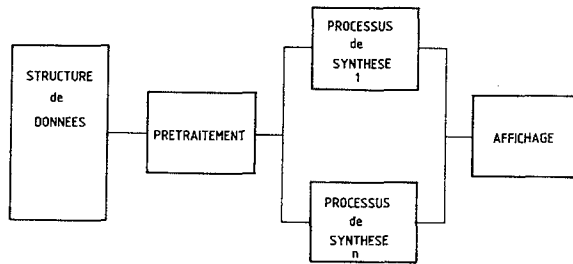 STRUCTURE
de
DONNEES
PRETRAITEMENT
PROCESSUS
de
SYNTHESE
1
PROCESSUS
de
SYNTHESE
n
AFFICHAGE